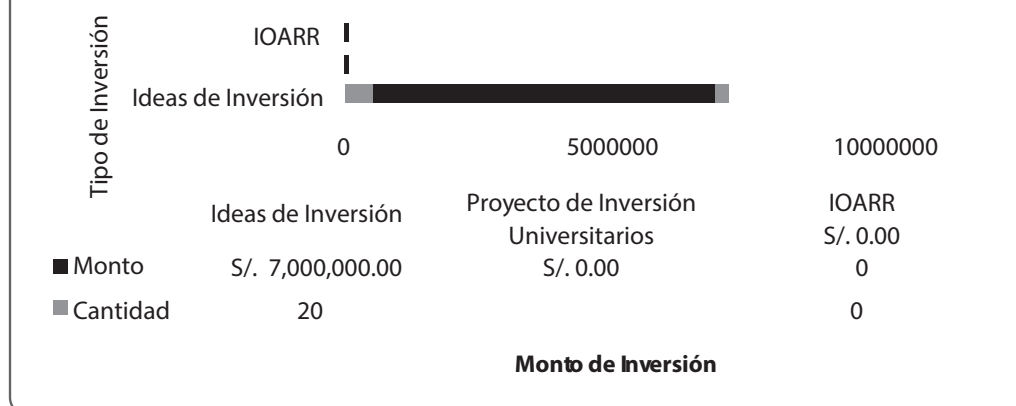 Tipo de Inversión
IOARR
Ideas de Inversión
0 5000000 10000000
Ideas de Inversión Proyecto de Inversión Universitarios IOARR
S/. 0.00
Monto S/. 7,000,000.00 S/. 0.00 0
Cantidad 20 0
Monto de Inversión